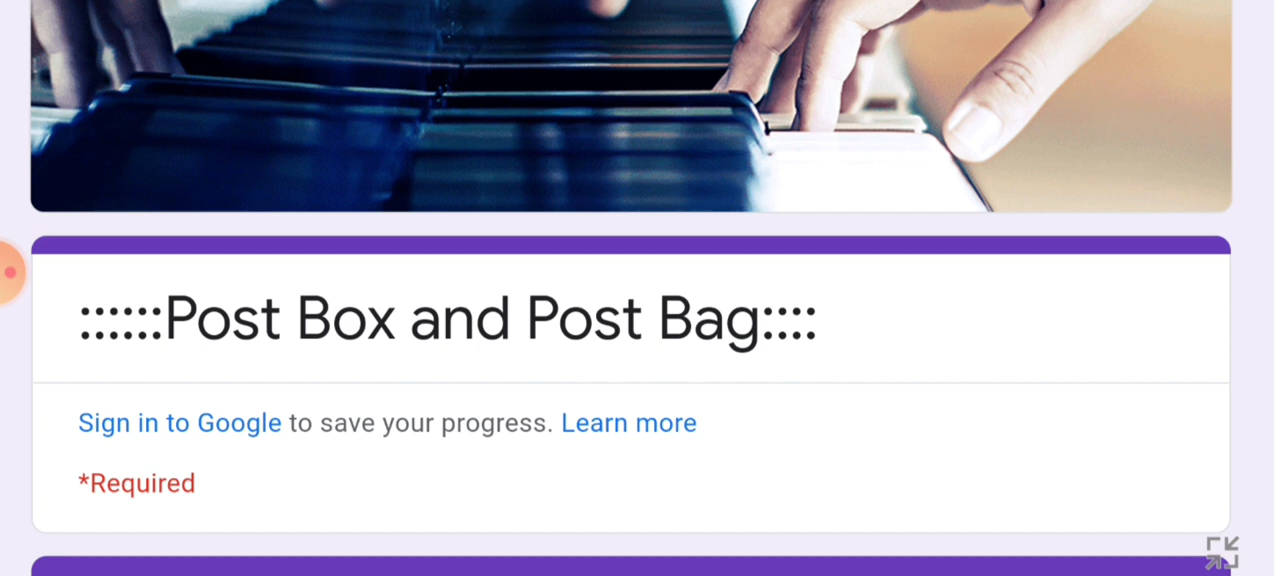 ::::::Post Box and Post Bag::::
Sign in to Google to save your progress. Learn more
*Required